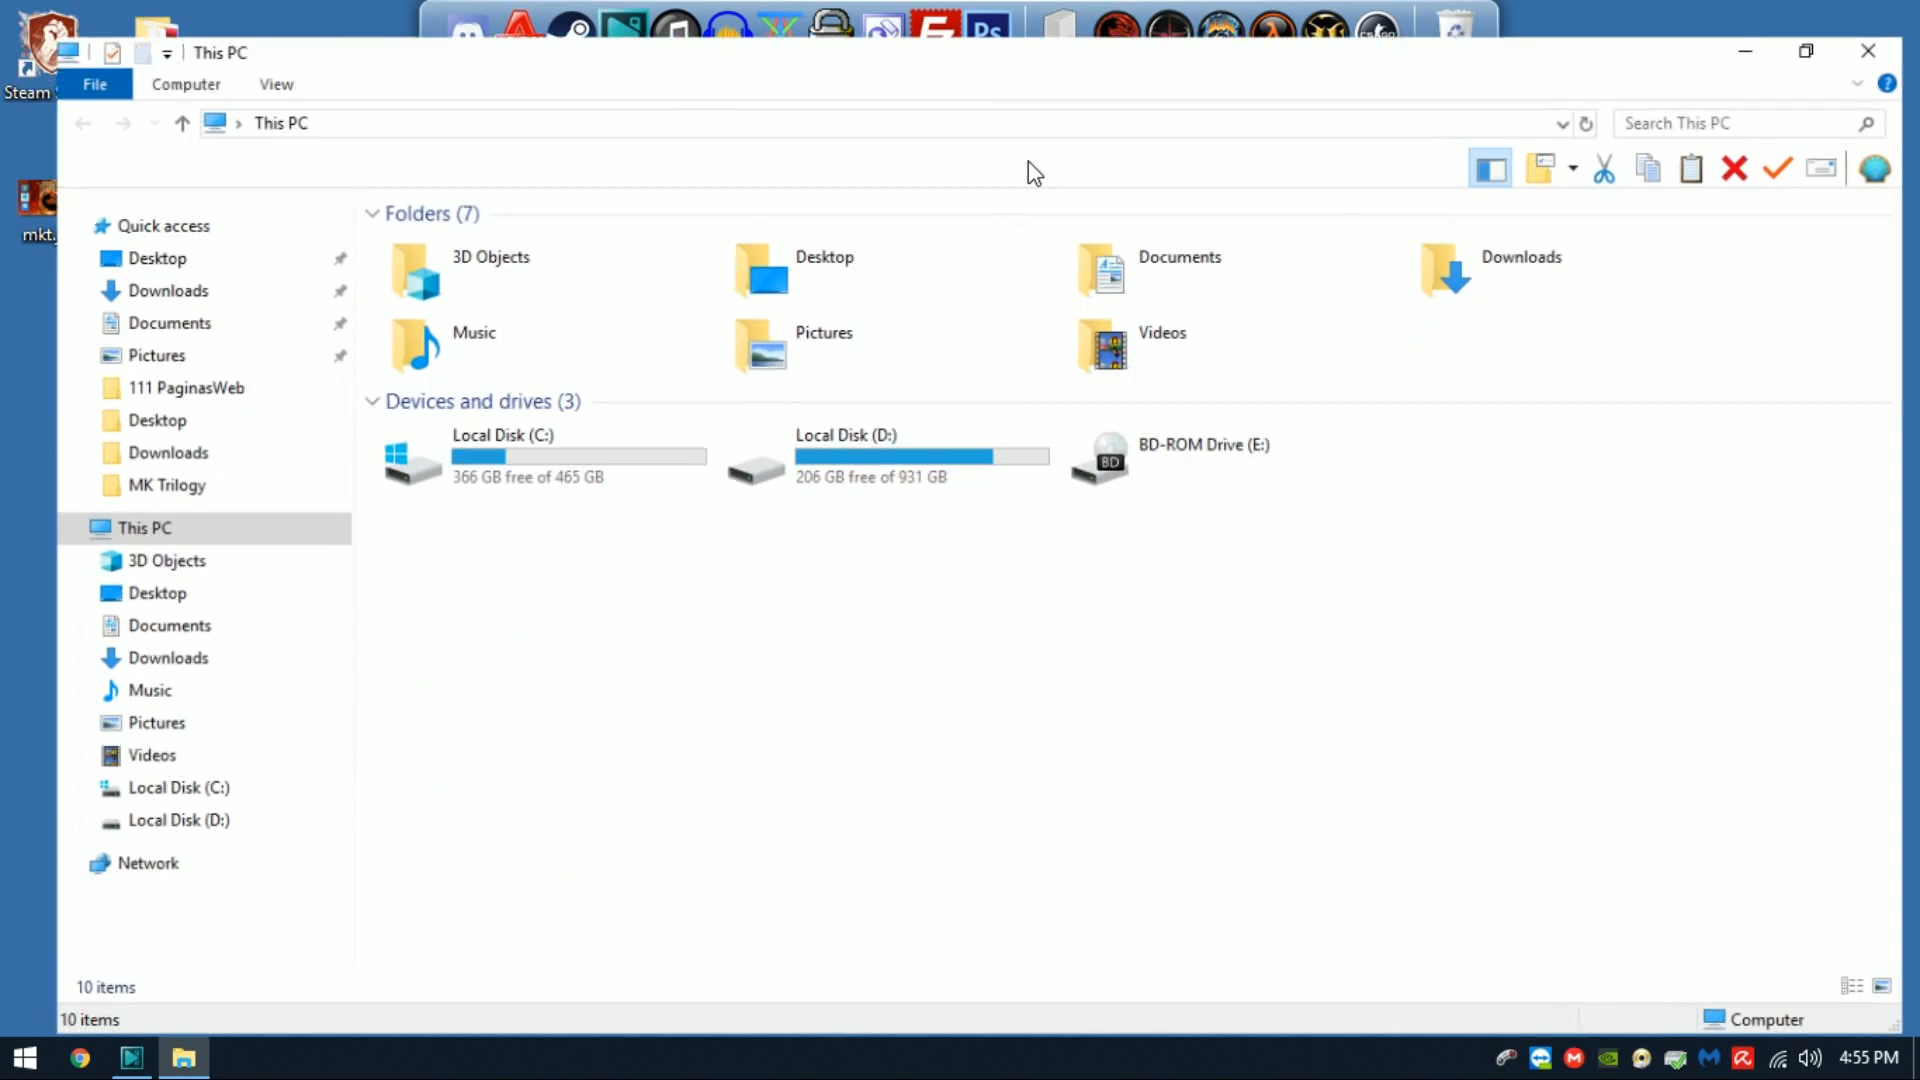 Ps
CS:GO
Steam
mkt.
This PC
File
Computer
View
This PC
Search This PC
Quick access
Desktop
Downloads
Documents
Pictures
111 PaginasWeb
Desktop
Downloads
MK Trilogy
This PC
3D Objects
Desktop
Documents
Downloads
Music
Pictures
Videos
Local Disk (C:)
Local Disk (D:)
Network
Folders (7)
3D Objects
Desktop
Documents
Downloads
Music
Pictures
Videos
Devices and drives (3)
Local Disk (C:)
366 GB free of 465 GB
Local Disk (D:)
206 GB free of 931 GB
BD
BD-ROM Drive (E:)
10 items
10 items
Computer
4:55 PM